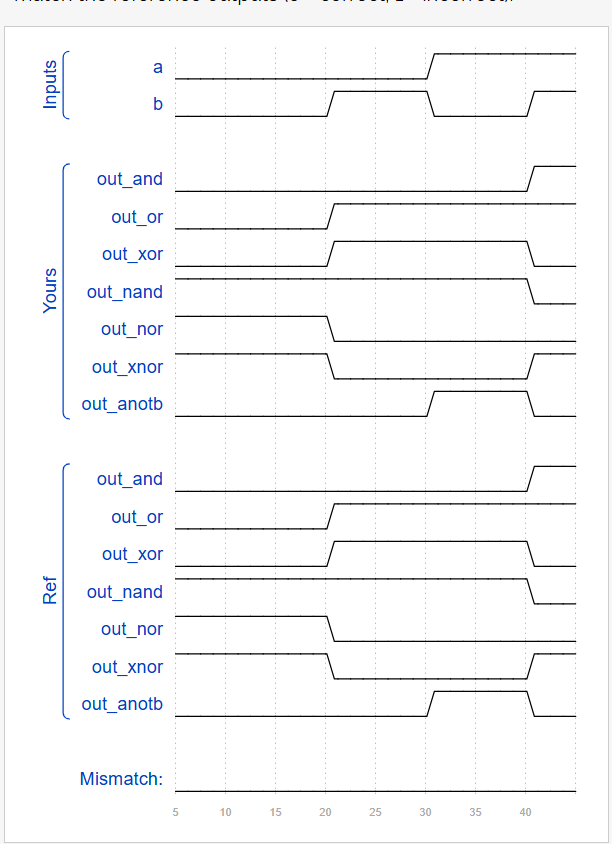 Inputs
a
b
Yours
out_and
out_or
out_xor
out_nand
out_nor
out_xnor
out_anotb
Ref
out_and
out_or
out_xor
out_nand
out_nor
out_xnor
out_anotb
Mismatch:
5 10 15 20 25 30 35 40